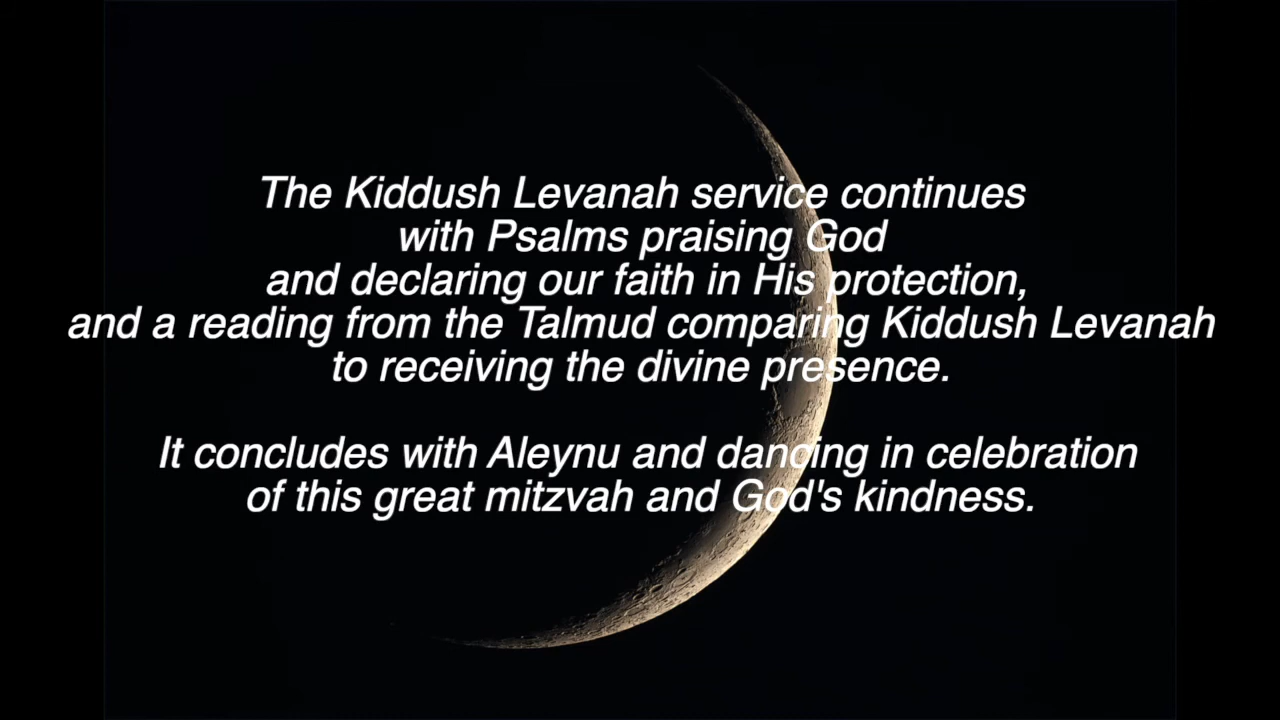 The Kiddush Levanah service continues
with Psalms praising God
and declaring our faith in His protection,
and a reading from the Talmud comparing Kiddush Levanah
to receiving the divine presence.
It concludes with Aleynu and dancing in celebration
of this great mitzvah and God's kindness.